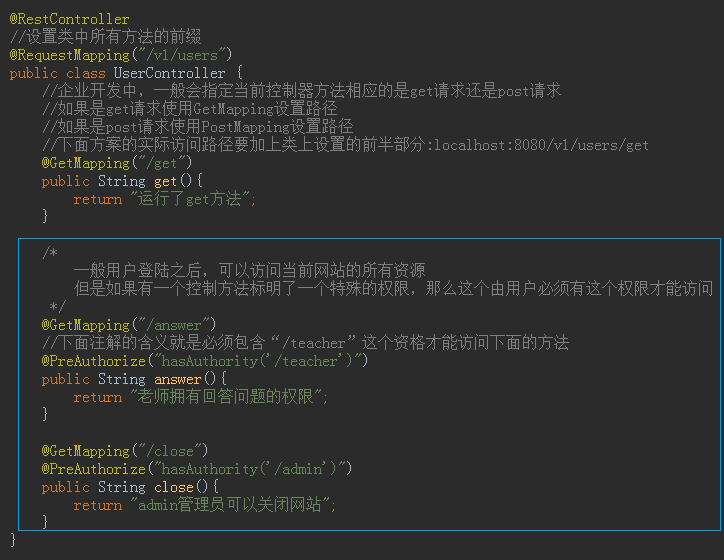 @RestController
//设置类中所有方法的前缀
@RequestMapping("/v1/users")
public class UserController {
//企业开发中，一般会指定当前控制器方法相应的是get请求还是post请求
//如果是get请求使用GetMapping设置路径
//如果是post请求使用PostMapping设置路径
//下面方案的实际访问路径要加上类上设置的前半部分:localhost:8080/v1/users/get
@GetMapping("/get")
public String get(){
return "运行了get方法";
}
/*
一般用户登陆之后，可以访问当前网站的所有资源
但是如果有一个控制方法标明了一个特殊的权限，那么这个由用户必须有这个权限才能访问
*/
@GetMapping("/answer")
//下面注解的含义就是必须包含“/teacher”这个资格才能访问下面的方法
@PreAuthorize("hasAuthority('/teacher')")
public String answer(){
return "老师拥有回答问题的权限";
}
@GetMapping("/close")
@PreAuthorize("hasAuthority('/admin')")
public String close(){
return "admin管理员可以关闭网站";
}
}